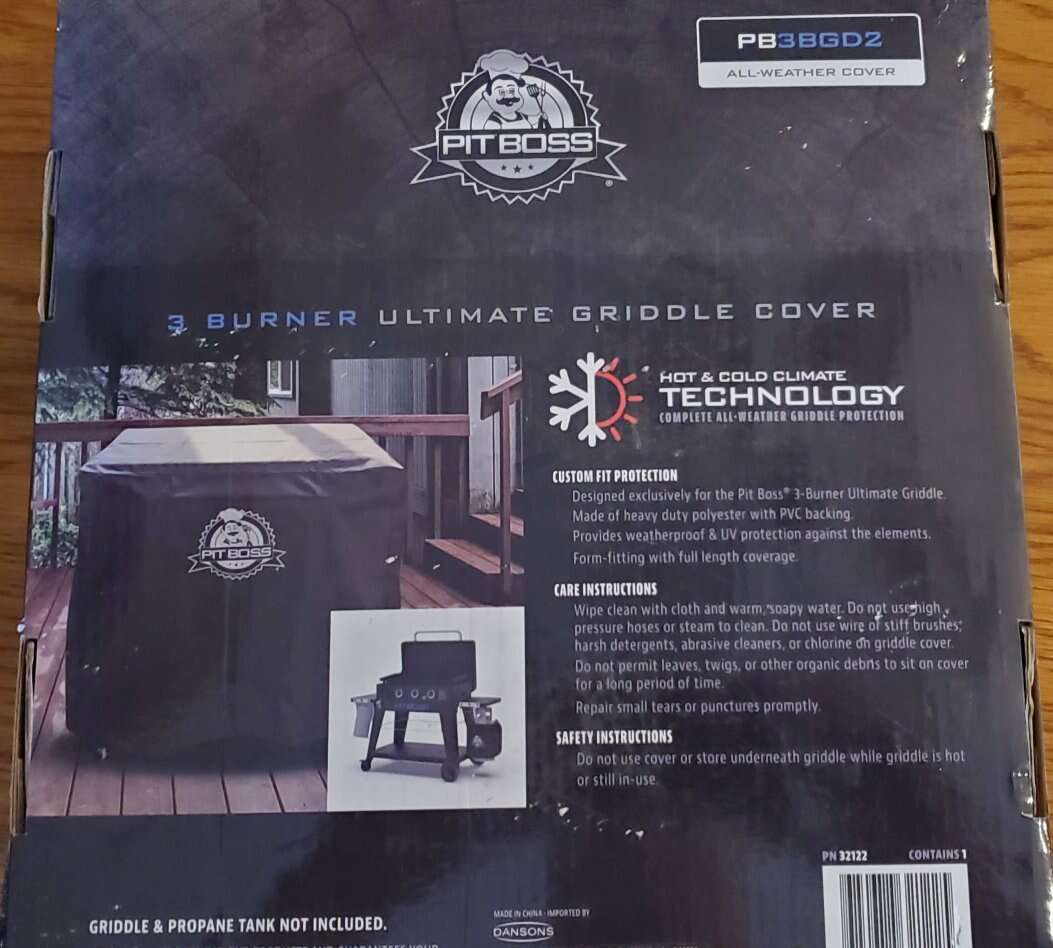 PB3BGD2
ALL-WEATHER COVER
PIT BOSS
®
3 BURNER ULTIMATE GRIDDLE COVER
HOT & COLD CLIMATE
TECHNOLOGY
COMPLETE ALL-WEATHER GRIDDLE PROTECTION
CUSTOM FIT PROTECTION
Designed exclusively for the Pit Boss® 3-Burner Ultimate Griddle.
Made of heavy duty polyester with PVC backing.
Provides weatherproof & UV protection against the elements.
Form-fitting with full length coverage.
PIT BOSS
CARE INSTRUCTIONS
Wipe clean with cloth and warm, soapy water. Do not use high
pressure hoses or steam to clean. Do not use wire or stiff brushes,
harsh detergents, abrasive cleaners, or chlorine on griddle cover.
Do not permit leaves, twigs, or other organic debris to sit on cover
for a long period of time.
Repair small tears or punctures promptly.
SAFETY INSTRUCTIONS
Do not use cover or store underneath griddle while griddle is hot
or still in-use.
PN 32122 CONTAINS 1
GRIDDLE & PROPANE TANK NOT INCLUDED.
MADE IN CHINA · IMPORTED BY
DANSONS